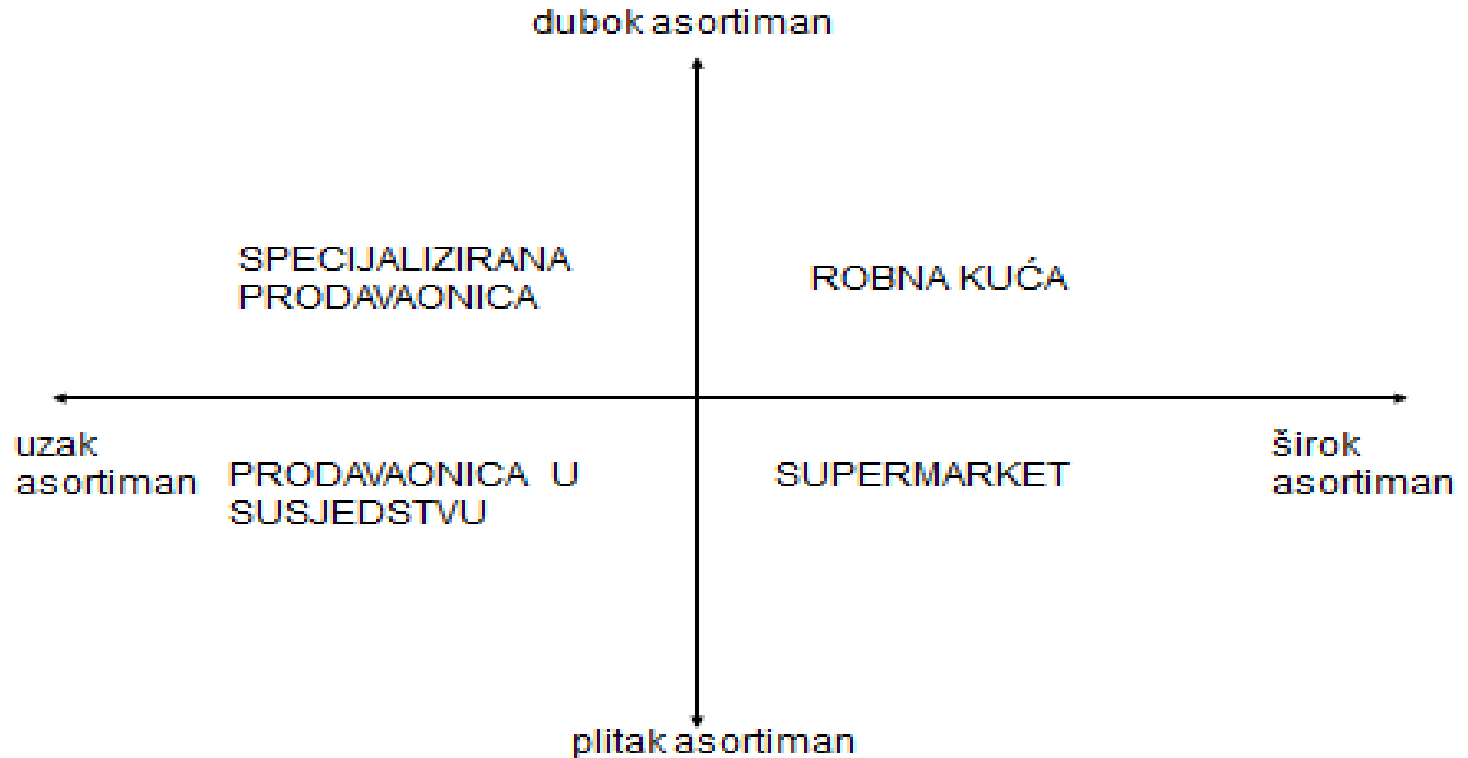 dubok asortiman
SPECIJALIZIRANA
PRODAVAONICA
ROBNA KUĆA
uzak
asortiman
PRODAVAONICA U
SUSJEDSTVU
SUPERMARKET
širok
asortiman
plitak asortiman